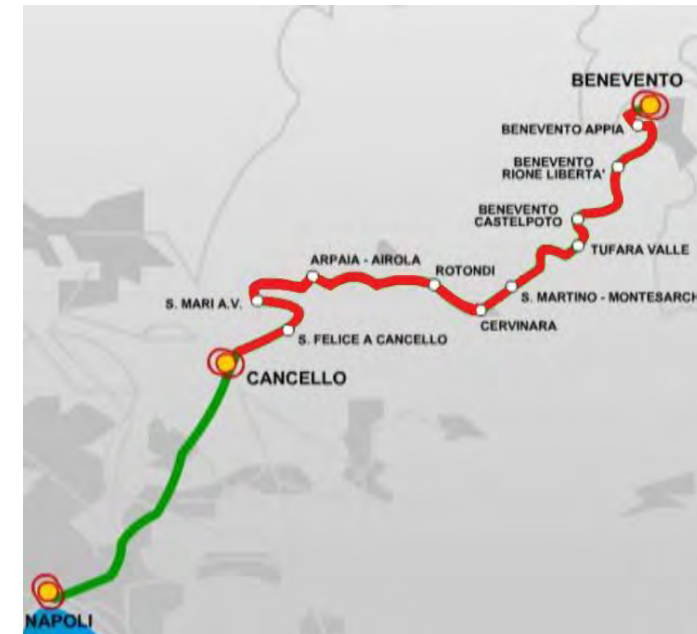 BENEVENTO
BENEVENTO APPIA
BENEVENTO
RIONE LIBERTA'
BENEVENTO
CASTELPOTO
TUFARA VALLE
ARPAIA - AIROLA
ROTONDI
S. MARTINO - MONTESARCH
S. MARI A.V.
CERVINARA
S. FELICE A CANCELLO
CANCELLO
NAPOLI